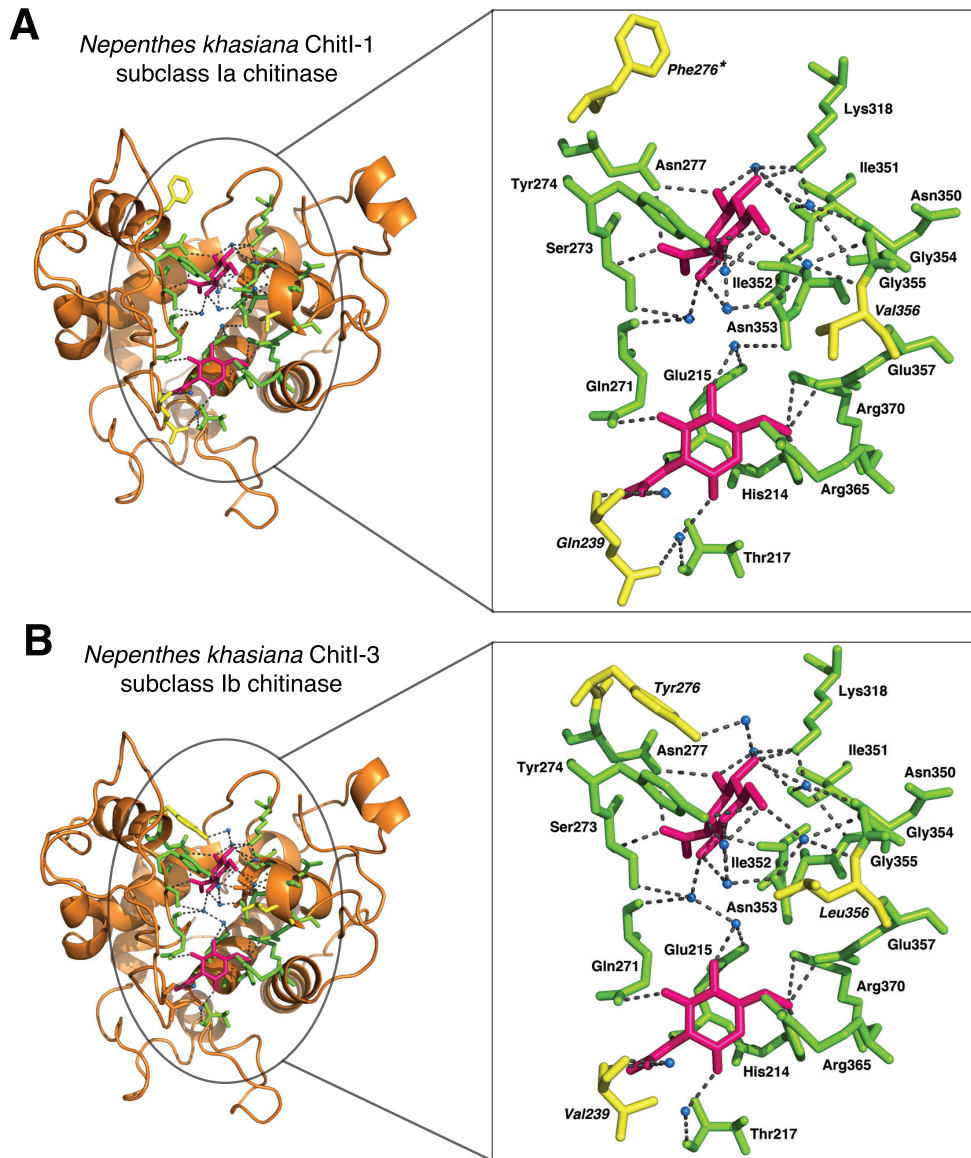 A
Nepenthes khasiana ChitI-1
subclass Ia chitinase
Phe276*
Lys318
Asn277
Ile351
Tyr274
Asn350
Ser273
Gly354
Ile352
Gly355
Val356
Asn353
Glu215
Glu357
Gln271
Arg370
His214
Arg365
Gln239
Thr217
B
Nepenthes khasiana ChitI-3
subclass Ib chitinase
Tyr276
Lys318
Asn277
Ile351
Tyr274
Asn350
Ser273
Gly354
Ile352
Gly355
Asn353
Leu356
Glu215
Glu357
Gln271
Arg370
His214
Arg365
Val239
Thr217